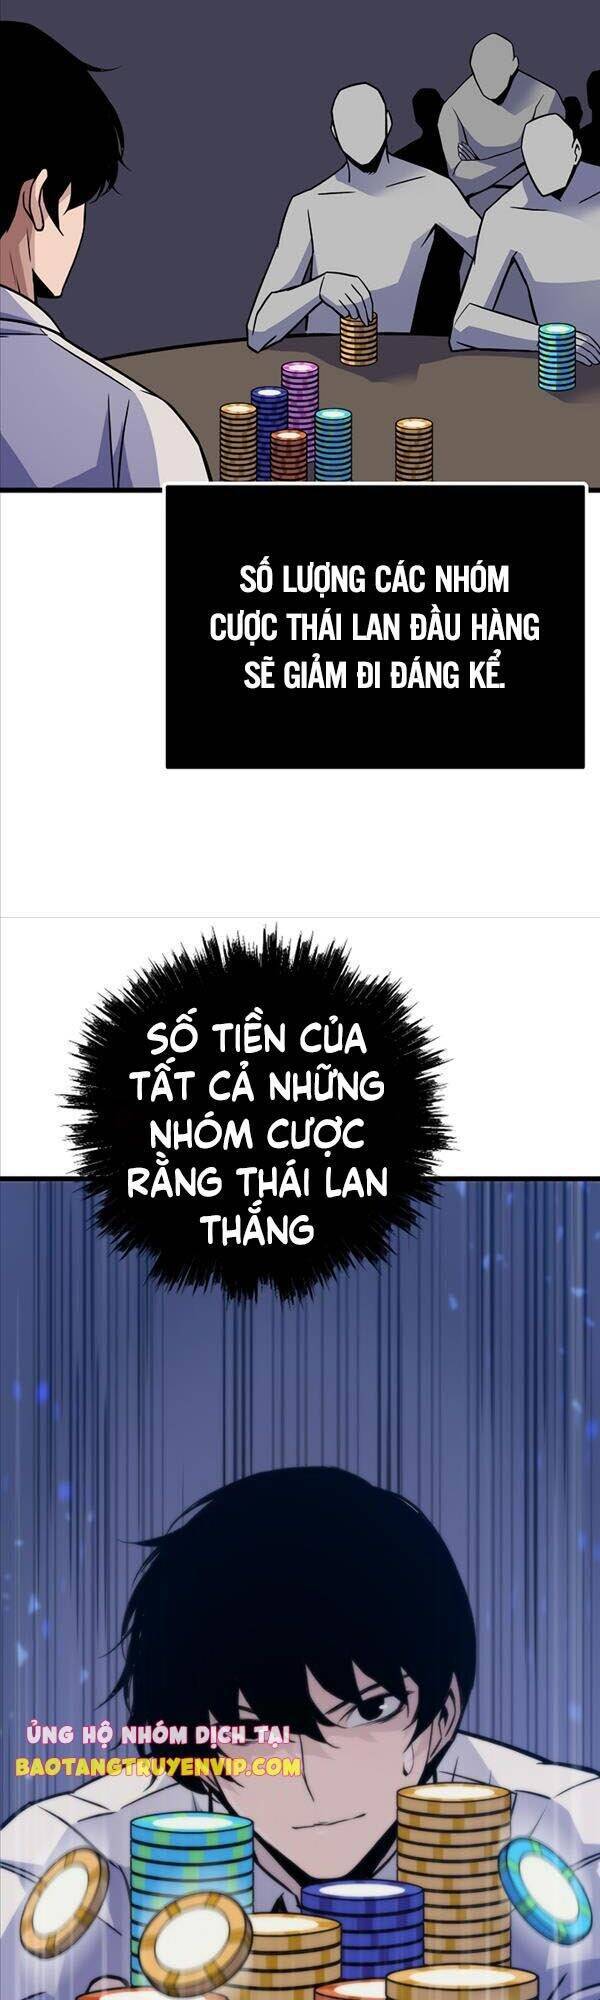 SỐ LƯỢNG CÁC NHÓM
CƯỢC THÁI LAN ĐẦU HÀNG
SẼ GIẢM ĐI ĐÁNG KỂ.
SỐ TIỀN CỦA
TẤT CẢ NHỮNG
NHÓM CƯỢC
RẰNG THÁI LAN
THẮNG
ỦNG HỘ NHÓM DỊCH TẠI
BAOTANGTRUYENVIP.COM